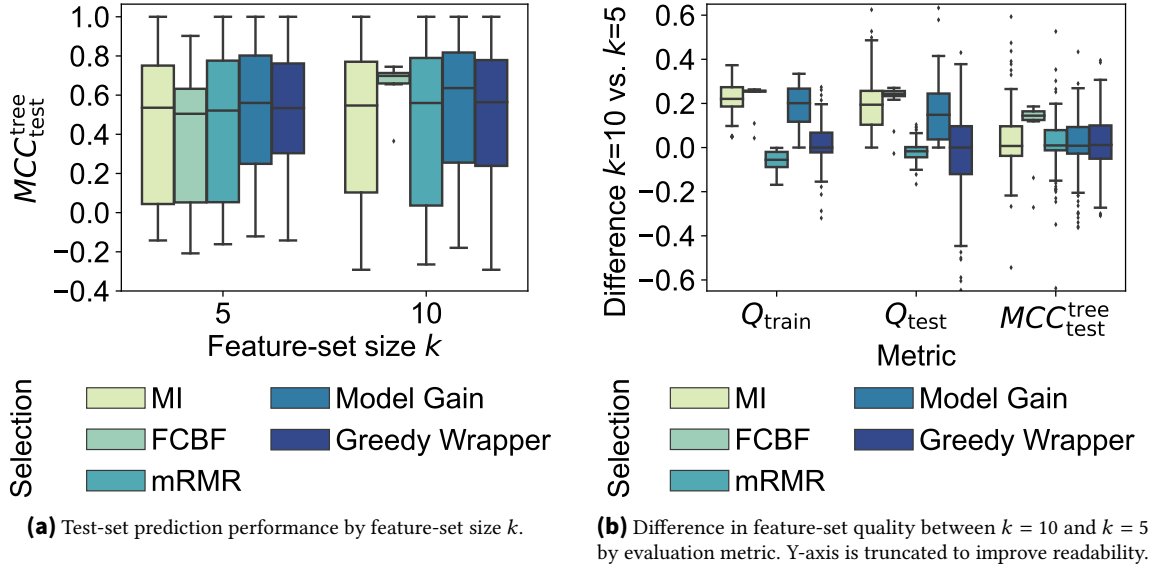 1.0
0.8
0.6
0.4
0.2
0.0
−0.2
−0.4
MCC^tree_test
5
10
Feature-set size k
Selection
MI
FCBF
mRMR
Model Gain
Greedy Wrapper
(a) Test-set prediction performance by feature-set size k.
0.6
0.4
0.2
0.0
−0.2
−0.4
−0.6
Difference k=10 vs. k=5
Q_train
Q_test
MCC^tree_test
Metric
Selection
MI
FCBF
mRMR
Model Gain
Greedy Wrapper
(b) Difference in feature-set quality between k = 10 and k = 5
by evaluation metric. Y-axis is truncated to improve readability.